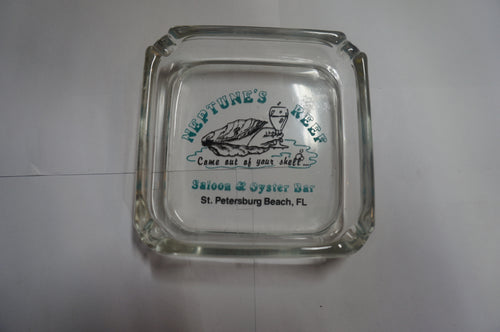 NEPTUNE'S REEF
Come out of your shell...
Saloon & Oyster Bar
St. Petersburg Beach, FL